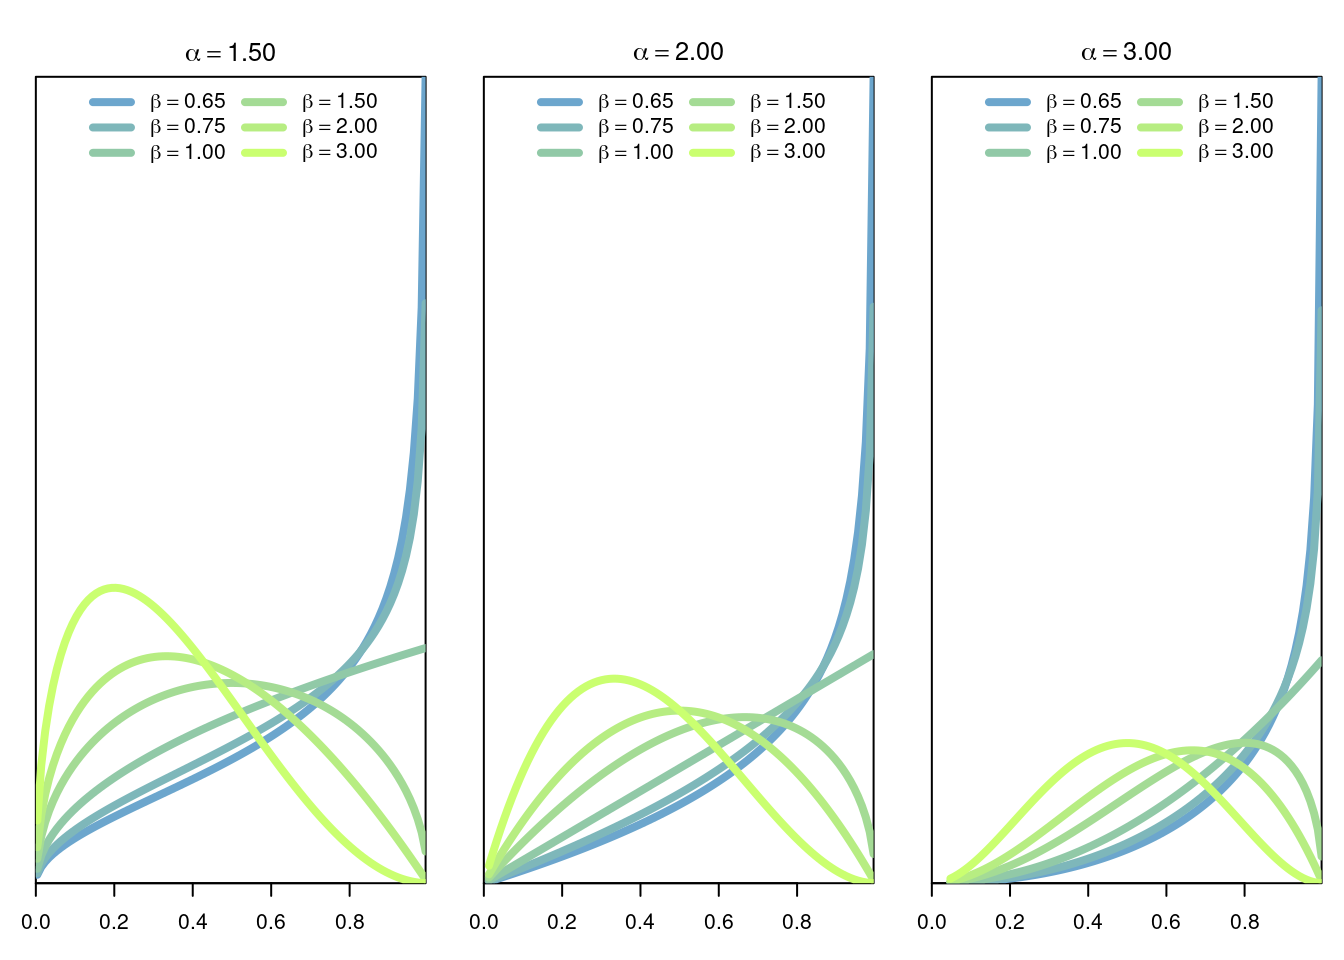 α = 1.50
β = 0.65 β = 1.50
β = 0.75 β = 2.00
β = 1.00 β = 3.00
0.0 0.2 0.4 0.6 0.8
α = 2.00
β = 0.65 β = 1.50
β = 0.75 β = 2.00
β = 1.00 β = 3.00
0.0 0.2 0.4 0.6 0.8
α = 3.00
β = 0.65 β = 1.50
β = 0.75 β = 2.00
β = 1.00 β = 3.00
0.0 0.2 0.4 0.6 0.8